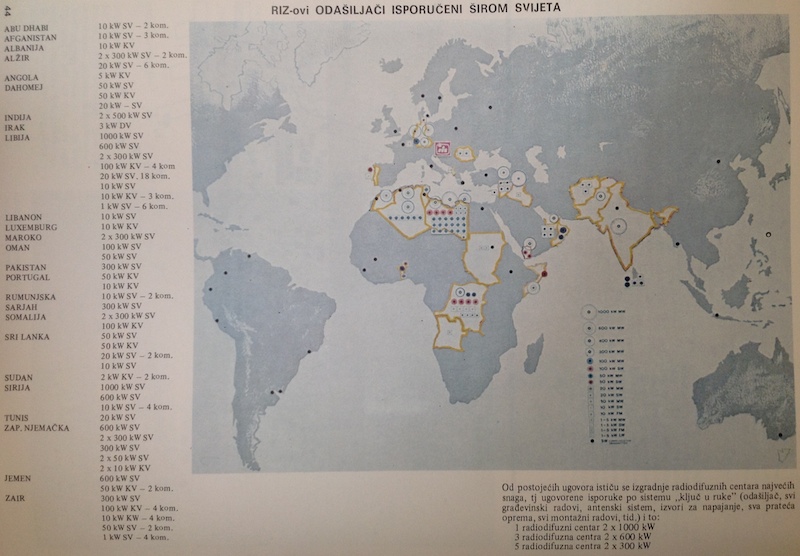 44
RIZ-ovi ODAŠILJAČI ISPORUČENI ŠIROM SVIJETA
ABU DHABI 10 kW SV – 2 kom.
AFGANISTAN 10 kW SV – 3 kom.
ALBANIJA 10 kW KV
ALŽIR 2 x 300 kW SV – 2 kom.
20 kW SV – 6 kom.
ANGOLA 5 kW KV
DAHOMEJ 50 kW SV
50 kW KV
20 kW – SV
INDIJA 2 x 500 kW SV
IRAK 3 kW DV
LIBIJA 1000 kW SV
600 kW SV
2 x 300 kW SV
100 kW KV – 4 kom
20 kW SV, 18 kom.
10 kW SV
10 kW KV – 3 kom.
1 kW SV – 6 kom.
LIBANON 10 kW SV
LUXEMBURG 10 kW KV
MAROKO 2 x 300 kW SV
OMAN 100 kW SV
50 kW SV
PAKISTAN 300 kW SV
PORTUGAL 50 kW KV
10 kW KV
RUMUNJSKA 10 kW SV – 2 kom.
SARJAH 300 kW SV
SOMALIJA 2 x 300 kW SV
100 kW KV
SRI LANKA 50 kW SV
50 kW KV
20 kW SV – 2 kom.
10 kW SV
SUDAN 2 kW KV – 2 kom.
SIRIJA 1000 kW SV
600 kW SV
10 kW SV – 4 kom.
TUNIS 20 kW SV
ZAP. NJEMAČKA 600 kW SV
2 x 300 kW SV
300 kW SV
2 x 50 kW SV
2 x 10 kW KV
JEMEN 600 kW SV
50 kW KV – 2 kom.
ZAIR 300 kW SV
100 kW KV – 4 kom.
10 kW KW – 4 kom.
50 kW SV – 2 kom.
1 kW SV – 4 kom.
1000 kW MW
Od postojećih ugovora ističu se izgradnje radiodifuznih centara najvećih
snaga, tj ugovorene isporuke po sistemu „ključ u ruke” (odašiljač, svi
građevinski radovi, antenski sistem, izvori za napajanje, sva prateća
oprema, svi montažni radovi, tid.) i to:
1 radiodifuzni centar 2 x 1000 kW
3 radiodifuzna centra 2 x 600 kW
5 radiodifuzna centra 2 x 300 kW